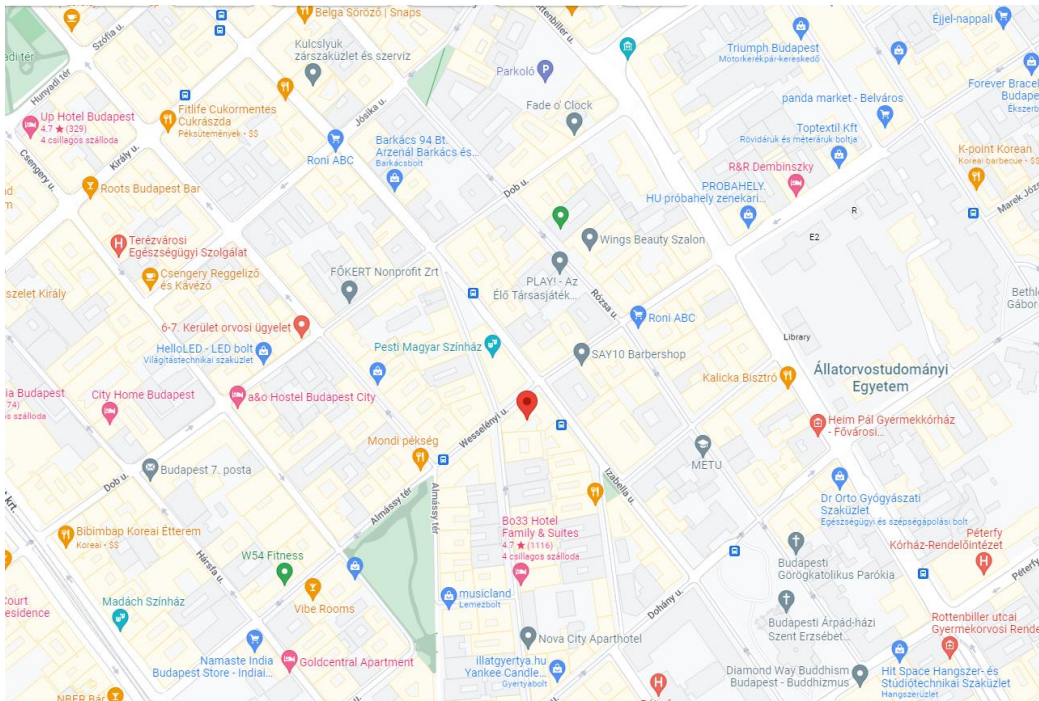 Belga Söröző | Snaps
Szófia u.
Rottenbiller u.
Éjjel-nappali
Triumph Budapest
Motorkerékpár-kereskedő
Kulcslyuk
zárszaküzlet és szerviz
Hunyadi tér
Parkoló
P
Forever
panda market - Belváros
Fade o' Clock
Fitlife Cukormentes
Cukrászda
Péksütemények - $$
Jósika u.
Up Hotel Budapest
4.7 ★ (329)
4 csillagos szálloda
Toptextil Kft
Rövidáruk és méteráruk boltja
Barkács 94 Bt.
Arzenál Barkács és...
Barkácsbolt
K-point Korean
Koreai barbecue - $$
Király u.
Roni ABC
Csengery u.
R&R Dembinszky
Roots Budapest Bar
Dob u.
PROBAHELY.
HU próbahely zenekari...
R
Wings Beauty Szalon
E2
Terézvárosi
Egészségügyi Szolgálat
H
FŐKERT Nonprofit Zrt
Csengery Reggeliző
és Kávézó
PLAY! - Az
Élő Társasjáték...
Rózsa u.
Roni ABC
6-7. Kerület orvosi ügyelet
Library
HelloLED - LED bolt
Világítástechnikai szaküzlet
Pesti Magyar Színház
SAY10 Barbershop
Állatorvostudományi
Egyetem
Kalicka Bisztró
City Home Budapest
a&o Hostel Budapest City
Wesselényi u.
Heim Pál Gyermekkórház
- Fővárosi...
Mondi pékség
METU
Budapest 7. posta
Dob u.
Izabella u.
Almássy tér
Almássy tér
Dr Orto Gyógyászati
Szaküzlet
Egészségügyi és szépségápolási bolt
Bo33 Hotel
Family & Suites
4.7 ★ (1116)
4 csillagos szálloda
Bibimbap Koreai Étterem
Koreai - $$
Péterfy
Kórház-Rendelőintézet
H
W54 Fitness
Hársfa u.
Budapesti
Görögkatolikus Parókia
Péterfy
Madách Színház
Vibe Rooms
musicland
Lemezbolt
Dohány u.
Rottenbiller utcai
Budapesti Árpád-házi
Szent Erzsébet...
Nova City Aparthotel
Namaste India
Budapest Store - Indiai...
Goldcentral Apartment
illatgyertya.hu
Yankee Candle...
Gyertyabolt
Diamond Way Buddhism
Budapest - Buddhizmus
Hit Space Hangszer- és
Stúdiótechnikai Szaküzlet
Hangszerüzlet
H